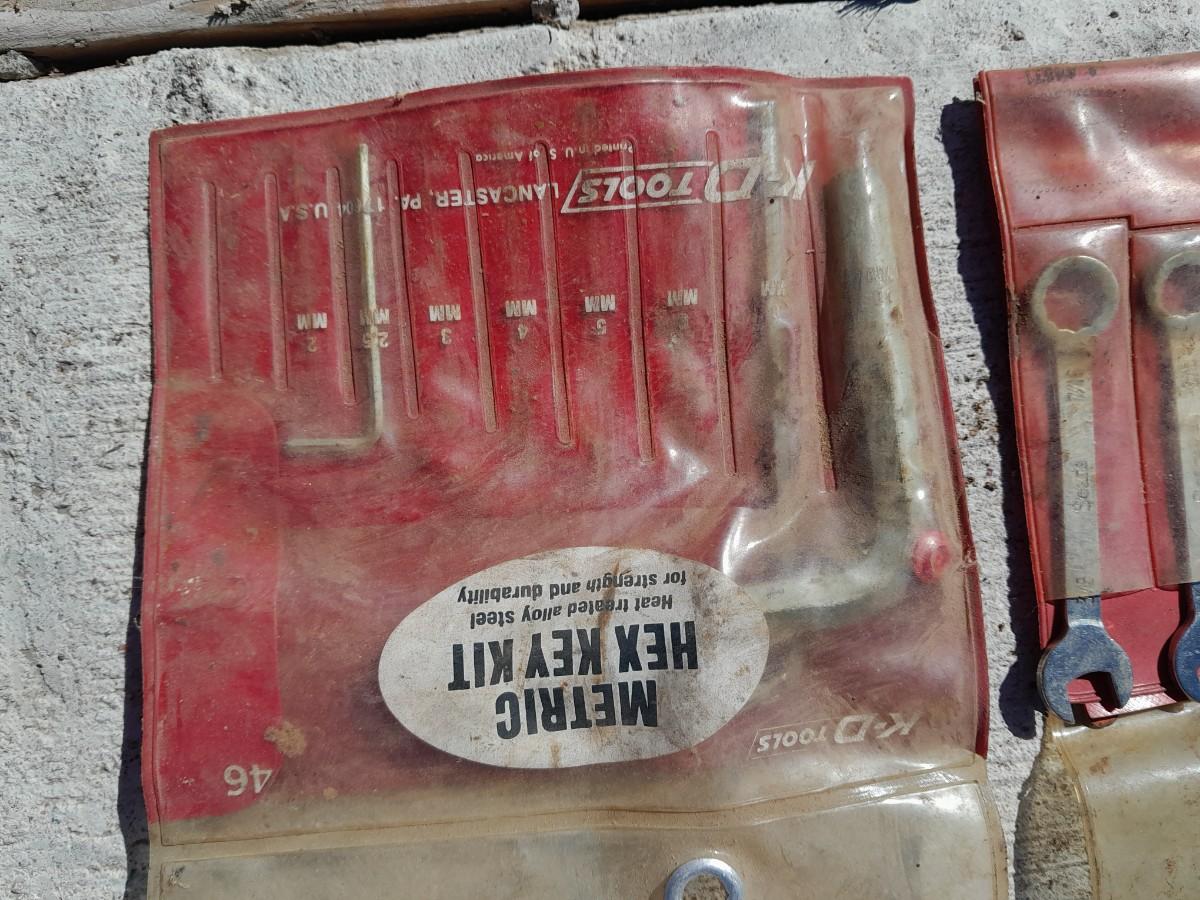 METRIC
HEX KEY KIT
Heat treated alloy steel
for strength and durability
K-D TOOLS
46
MM MM MM MM MM MM MM
2 2.5 3 4 5
K-D TOOLS LANCASTER, PA. U.S.A
Printed in U.S. of America